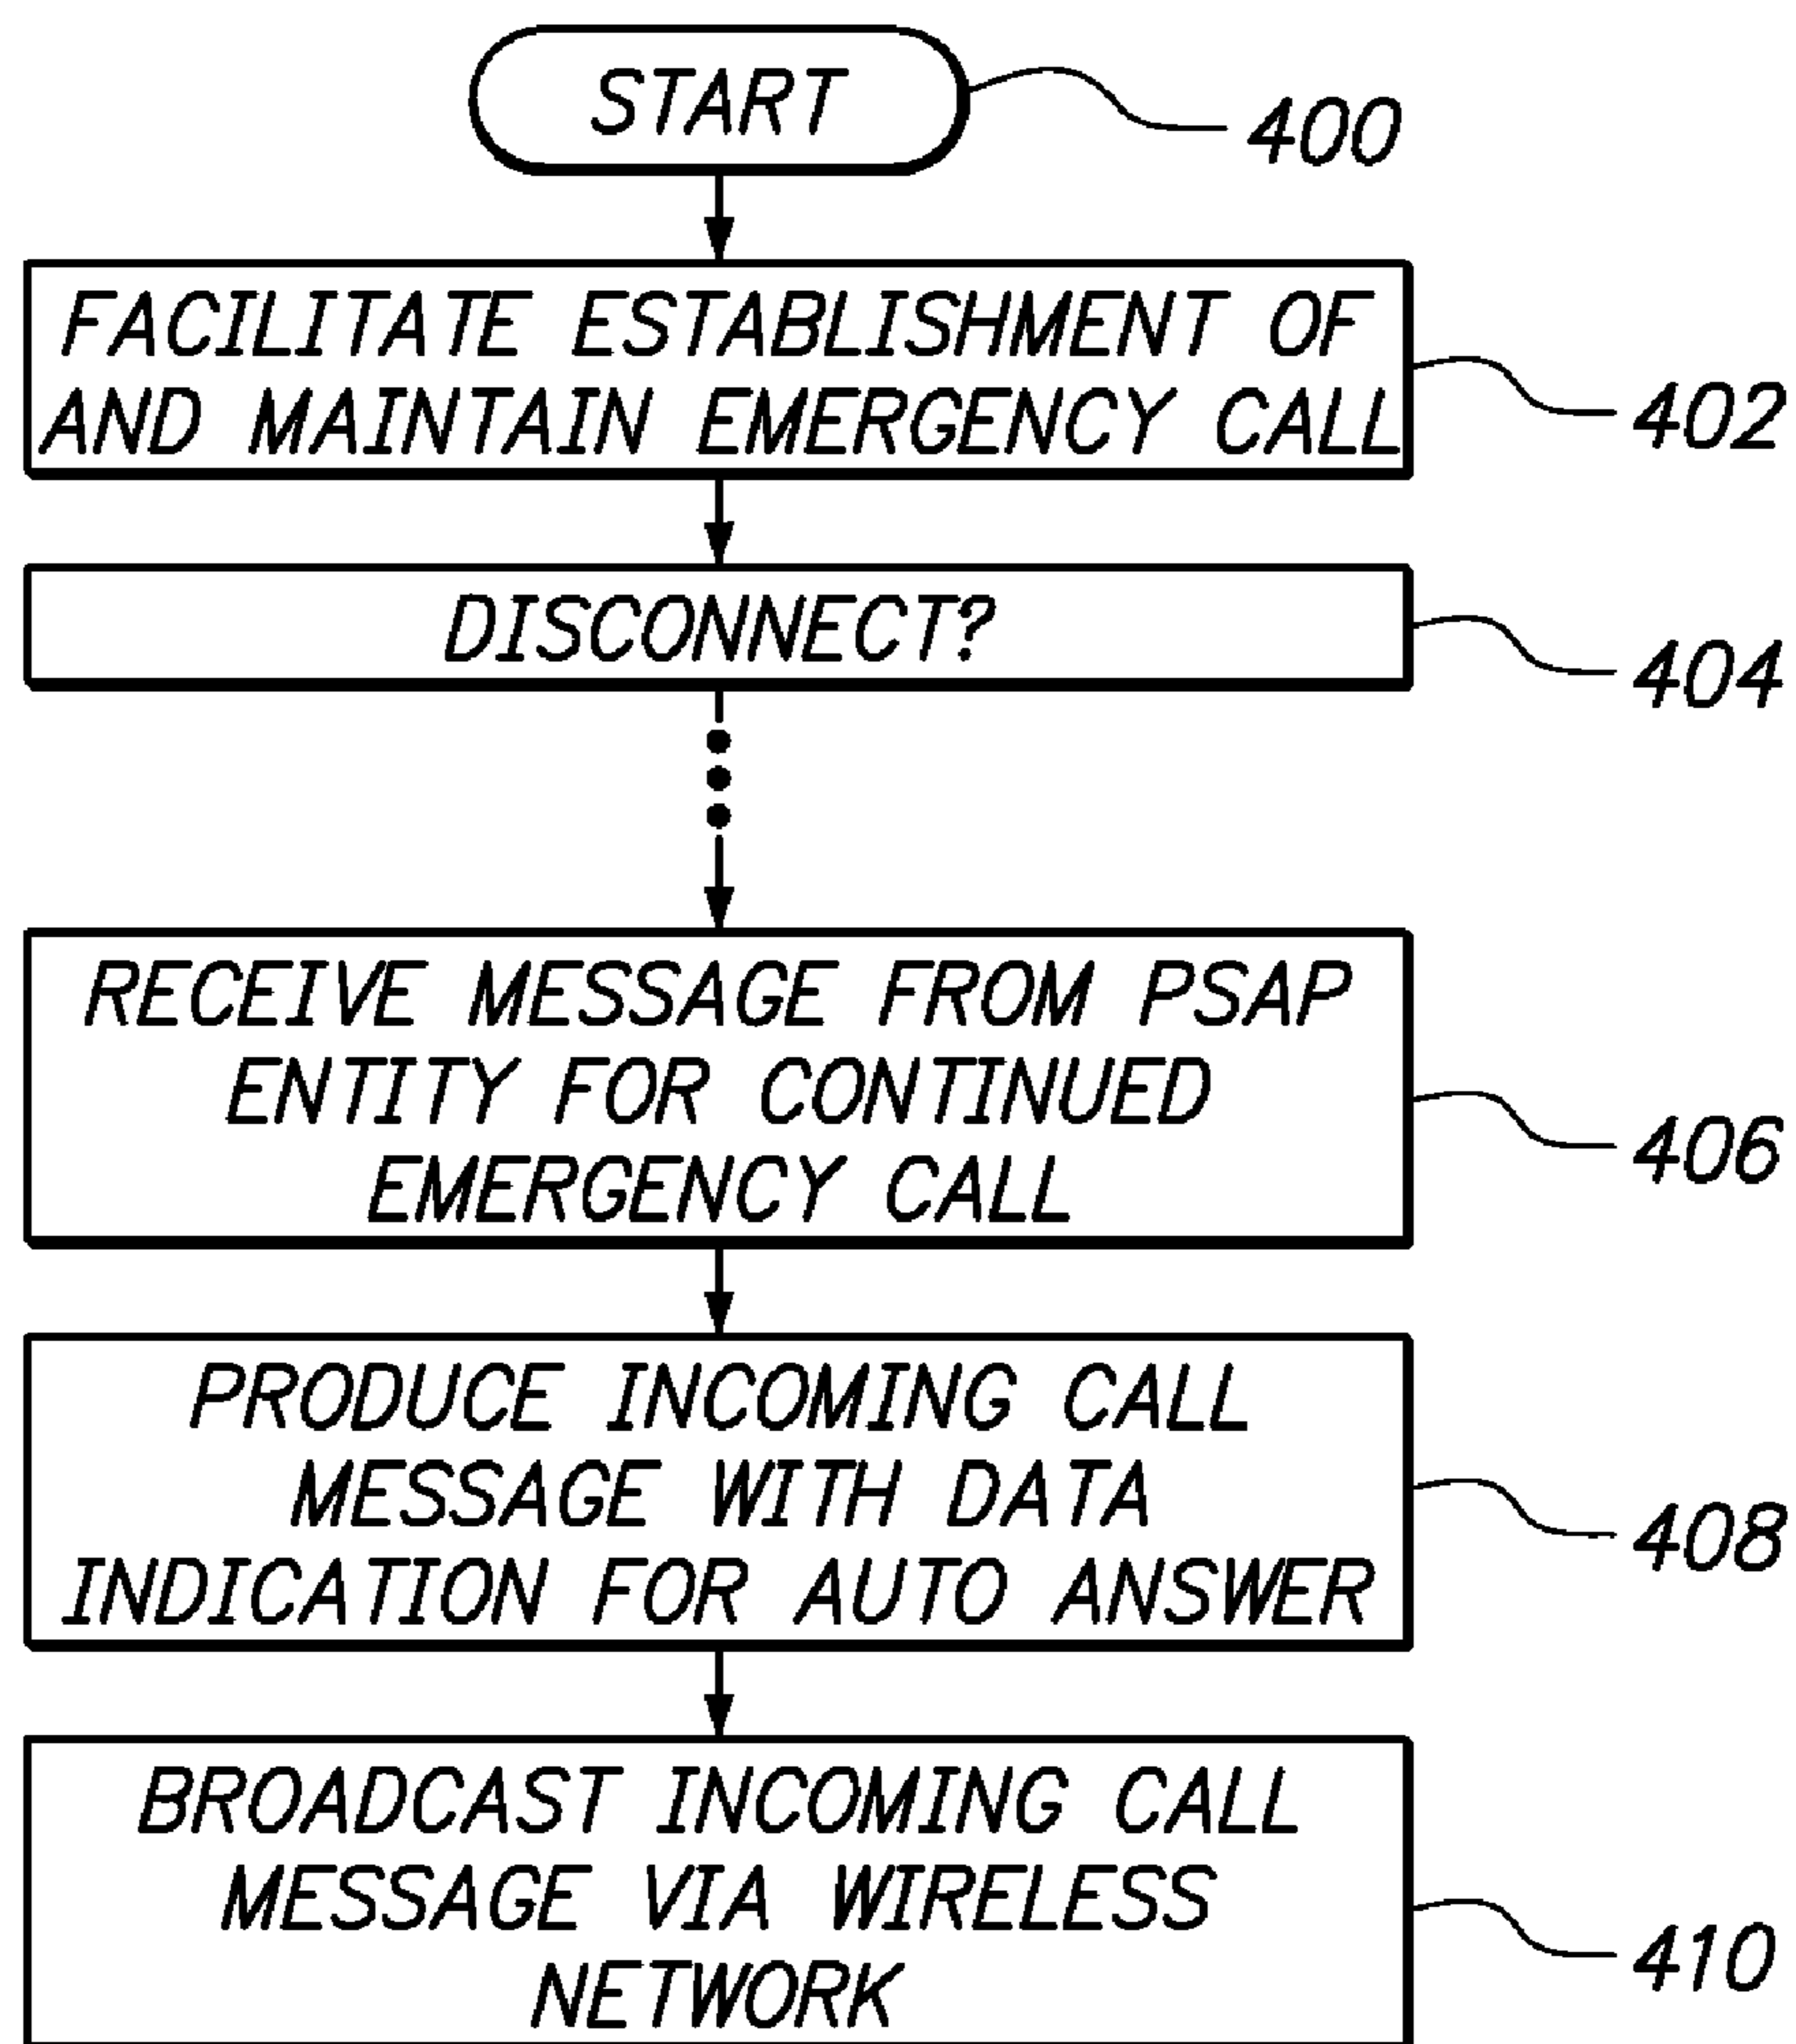 START
400
FACILITATE ESTABLISHMENT OF
AND MAINTAIN EMERGENCY CALL
402
DISCONNECT?
404
RECEIVE MESSAGE FROM PSAP
ENTITY FOR CONTINUED
EMERGENCY CALL
406
PRODUCE INCOMING CALL
MESSAGE WITH DATA
INDICATION FOR AUTO ANSWER
408
BROADCAST INCOMING CALL
MESSAGE VIA WIRELESS
NETWORK
410